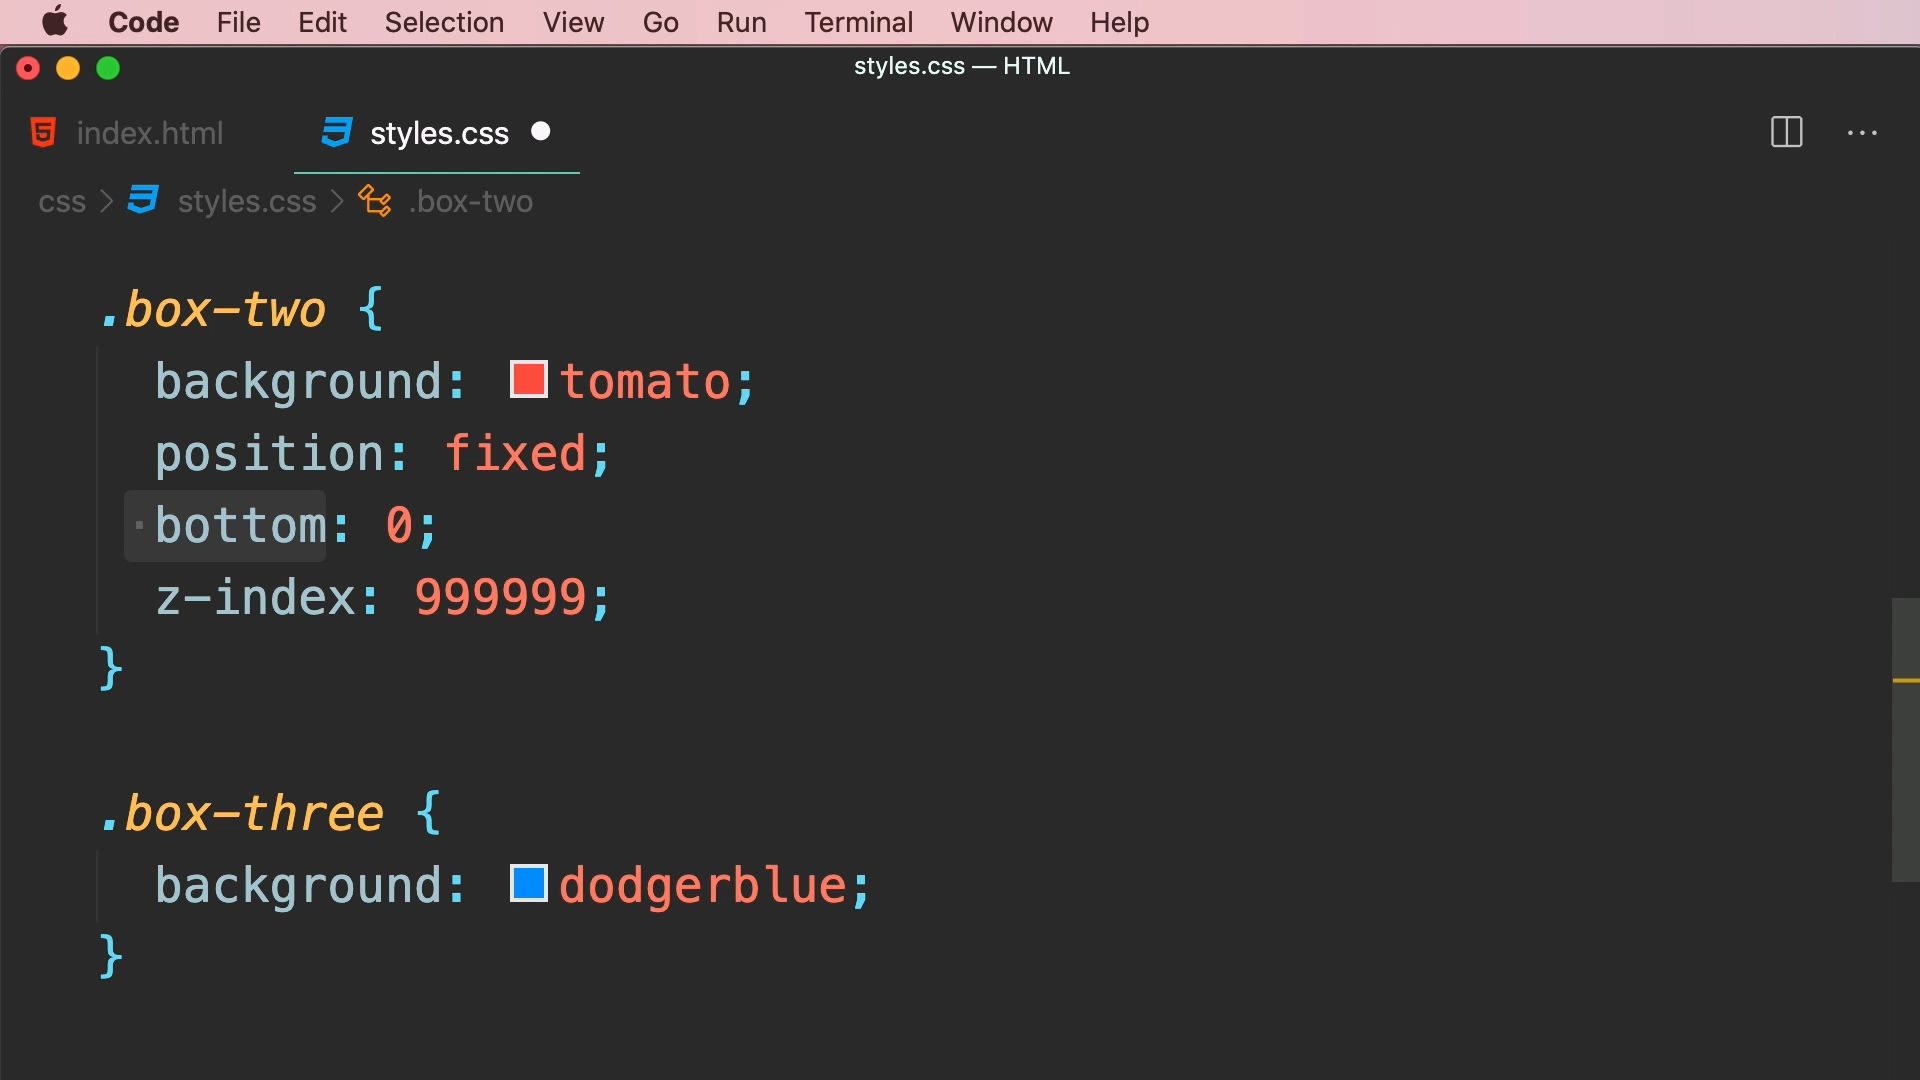 Code File Edit Selection View Go Run Terminal Window Help
styles.css — HTML
index.html styles.css
css > styles.css > .box-two
.box-two {
background: tomato;
position: fixed;
bottom: 0;
z-index: 999999;
}
.box-three {
background: dodgerblue;
}